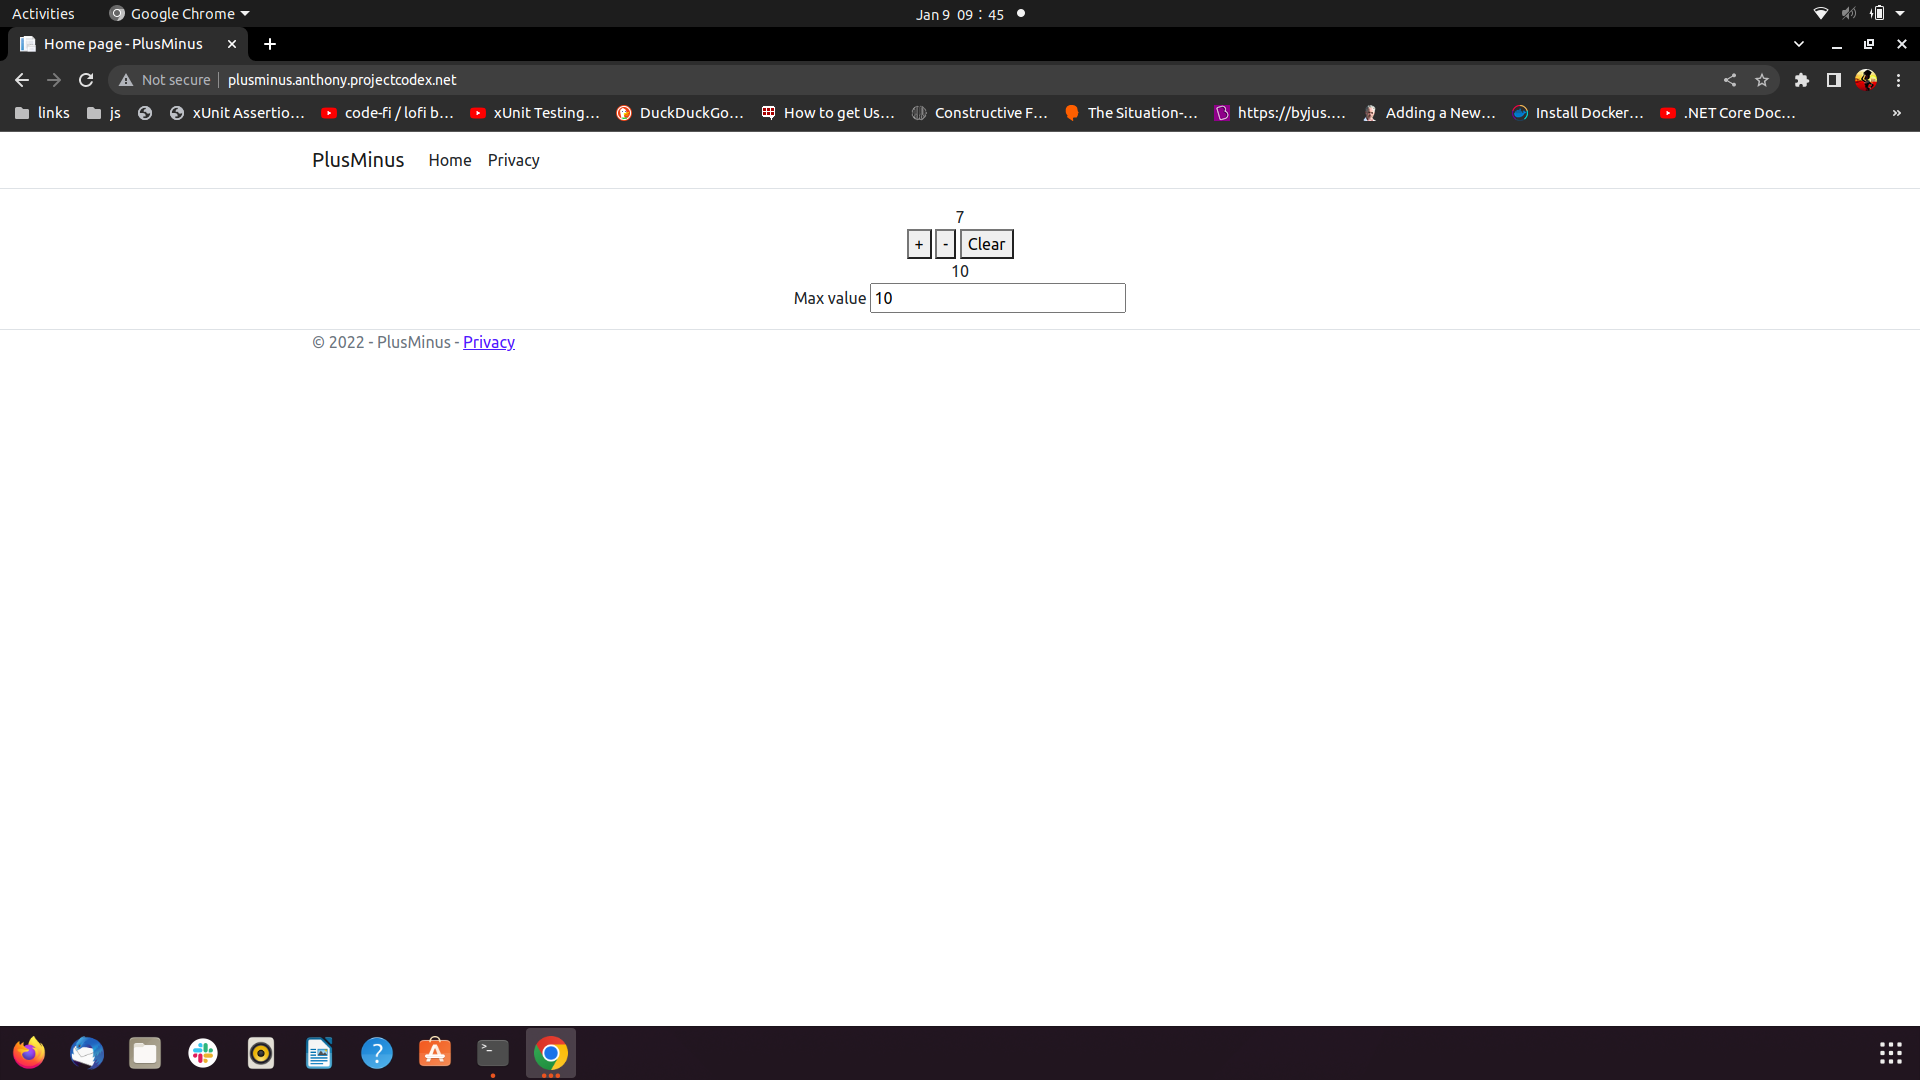 Activities Google Chrome Jan 9 09 : 45
Home page - PlusMinus
Not secure plusminus.anthony.projectcodex.net
links js xUnit Assertio… code-fi / lofi b… xUnit Testing… DuckDuckGo… How to get Us… Constructive F… The Situation-… https://byjus.… Adding a New… Install Docker… .NET Core Doc… »
PlusMinus Home Privacy
7
+ - Clear
10
Max value 10
© 2022 - PlusMinus - Privacy